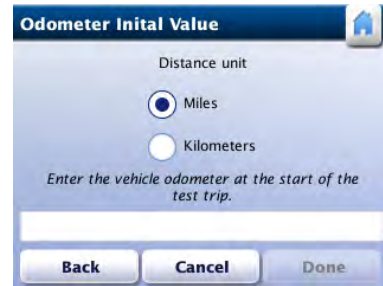 Odometer Inital Value
Distance unit
Miles
Kilometers
Enter the vehicle odometer at the start of the
test trip.
Back Cancel Done